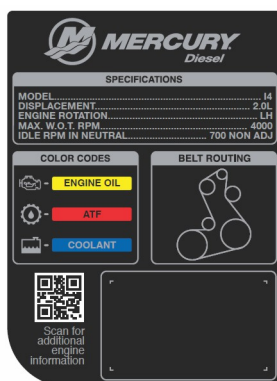 MERCURY
Diesel
SPECIFICATIONS
MODEL.......................................................... I4
DISPLACEMENT.......................................... 2.0L
ENGINE ROTATION....................................... LH
MAX. W.O.T. RPM........................................ 4000
IDLE RPM IN NEUTRAL..................... 700 NON ADJ
COLOR CODES
BELT ROUTING
- ENGINE OIL
- ATF
- COOLANT
Scan for
additional
engine
information